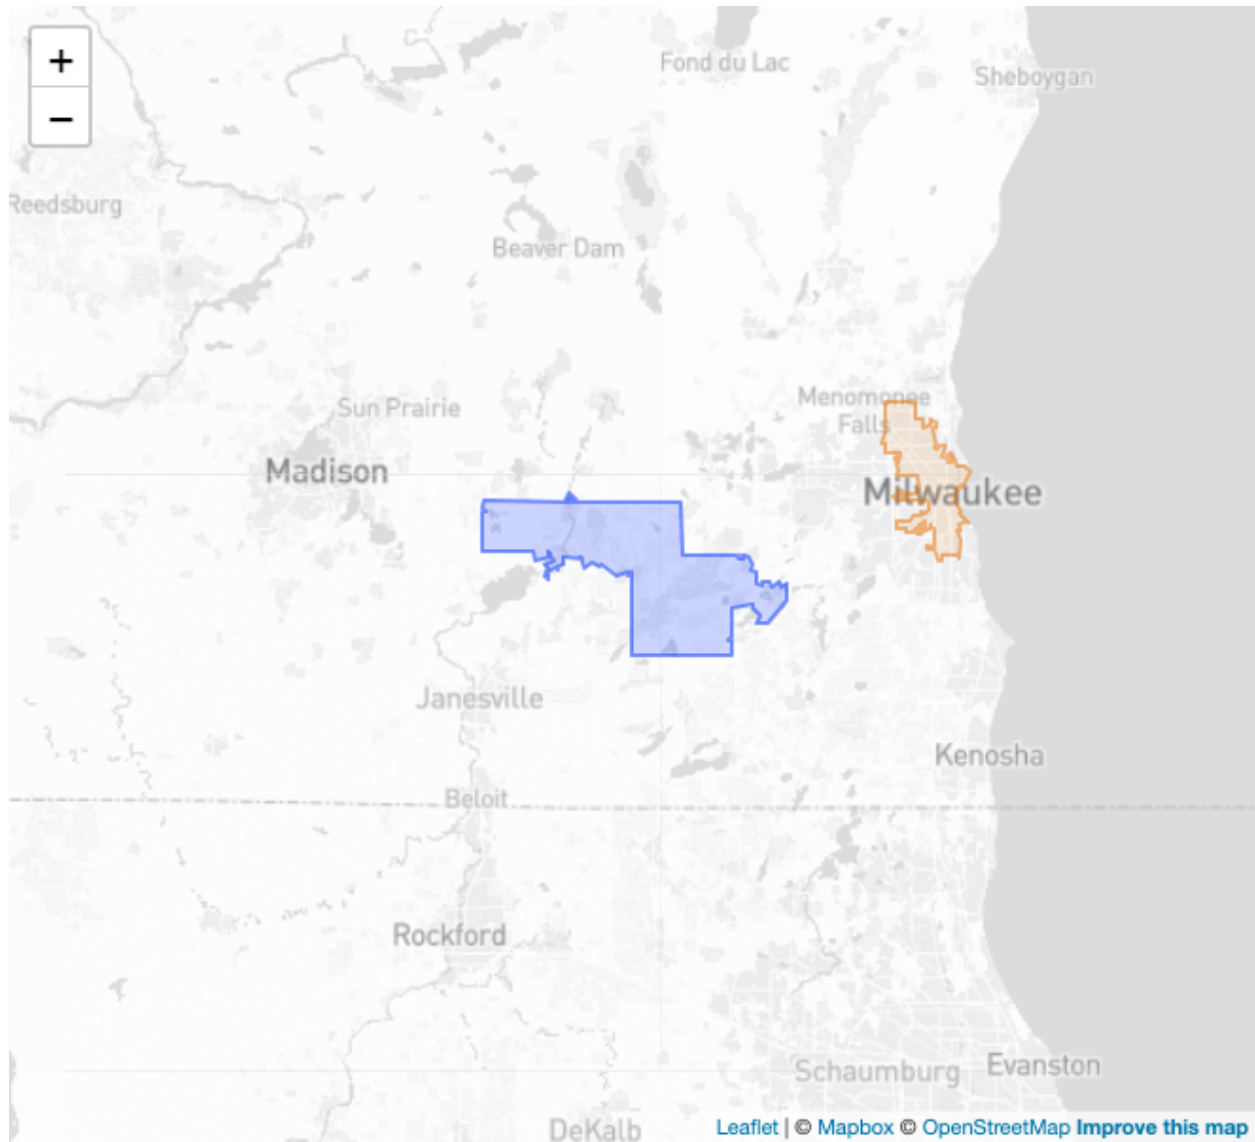 +
−
Fond du Lac
Sheboygan
Reedsburg
Beaver Dam
Menomonee
Falls
Sun Prairie
Madison
Milwaukee
Janesville
Kenosha
Beloit
Rockford
Schaumburg
Evanston
DeKalb
Leaflet | © Mapbox © OpenStreetMap Improve this map